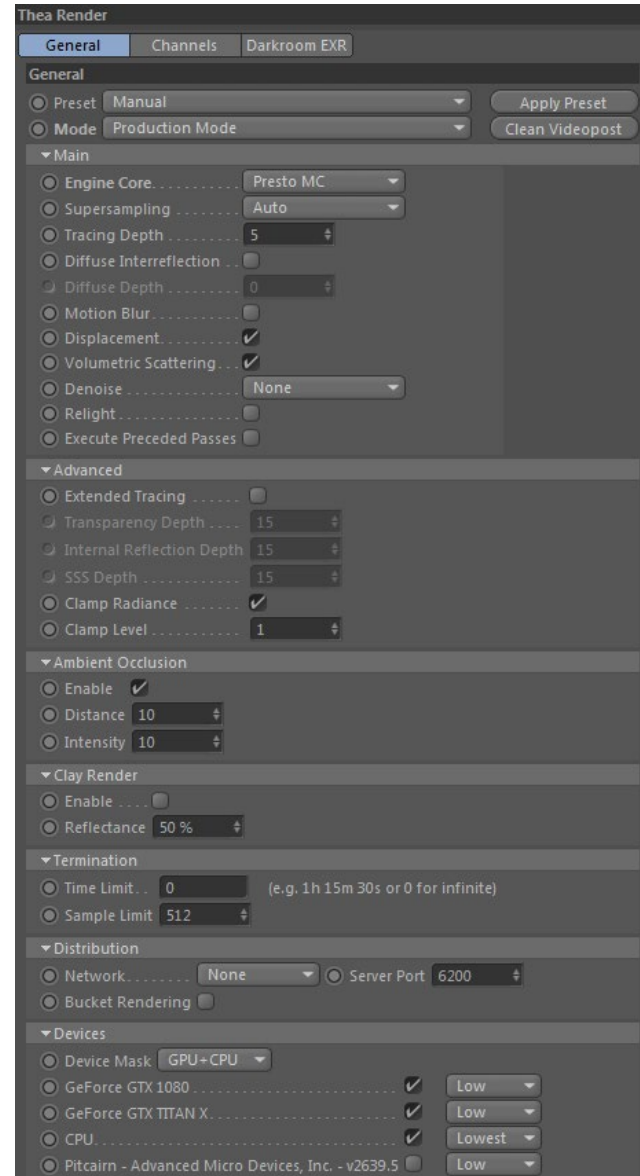 Thea Render
General Channels Darkroom EXR
General
Preset Manual Apply Preset
Mode Production Mode Clean Videopost
Main
Engine Core Presto MC
Supersampling Auto
Tracing Depth 5
Diffuse Interreflection
Diffuse Depth 0
Motion Blur
Displacement
Volumetric Scattering
Denoise None
Relight
Execute Preceded Passes
Advanced
Extended Tracing
Transparency Depth 15
Internal Reflection Depth 15
SSS Depth 15
Clamp Radiance
Clamp Level 1
Ambient Occlusion
Enable
Distance 10
Intensity 10
Clay Render
Enable
Reflectance 50 %
Termination
Time Limit 0 (e.g. 1h 15m 30s or 0 for infinite)
Sample Limit 512
Distribution
Network None Server Port 6200
Bucket Rendering
Devices
Device Mask GPU+CPU
GeForce GTX 1080 Low
GeForce GTX TITAN X Low
CPU Lowest
Pitcairn - Advanced Micro Devices, Inc. - v2639.5 Low